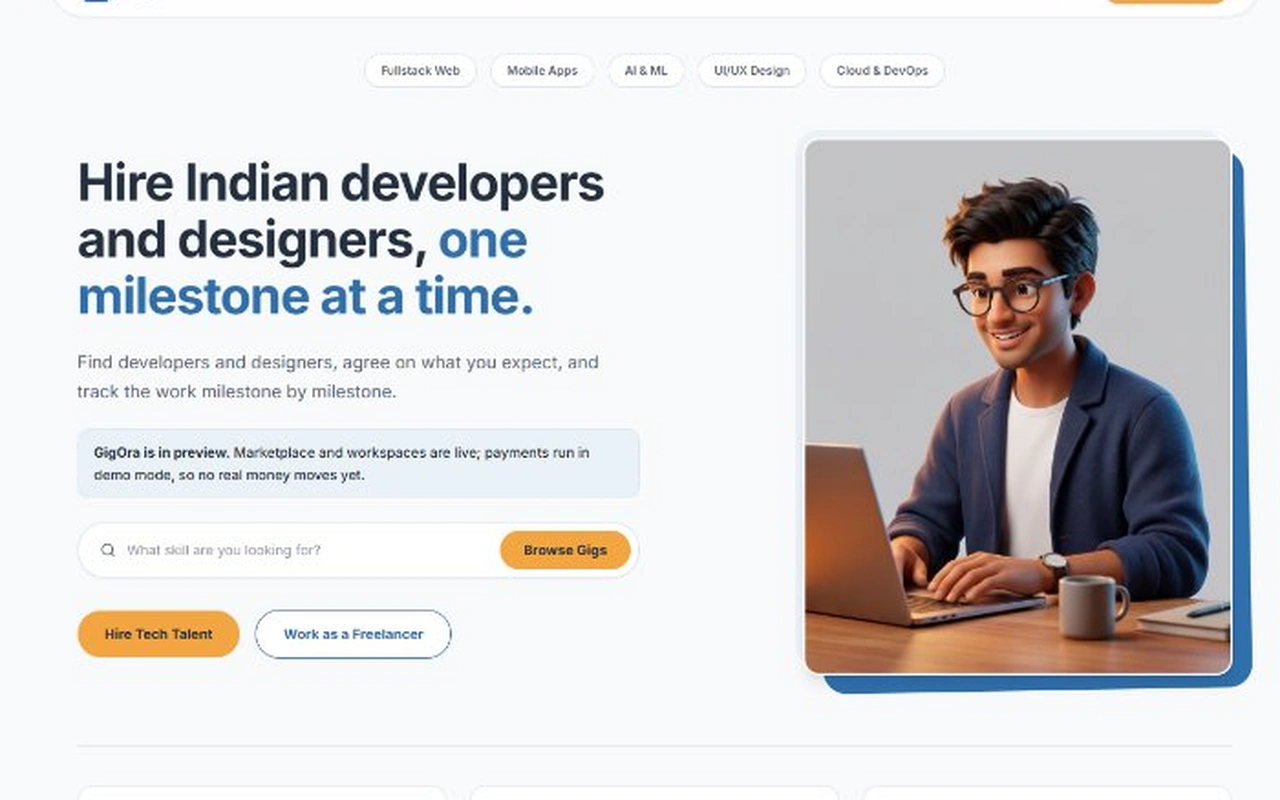 Fullstack Web
Mobile Apps
AI & ML
UI/UX Design
Cloud & DevOps
Hire Indian developers
and designers, one
milestone at a time.
Find developers and designers, agree on what you expect, and
track the work milestone by milestone.
GigOra is in preview. Marketplace and workspaces are live; payments run in
demo mode, so no real money moves yet.
What skill are you looking for?
Browse Gigs
Hire Tech Talent
Work as a Freelancer